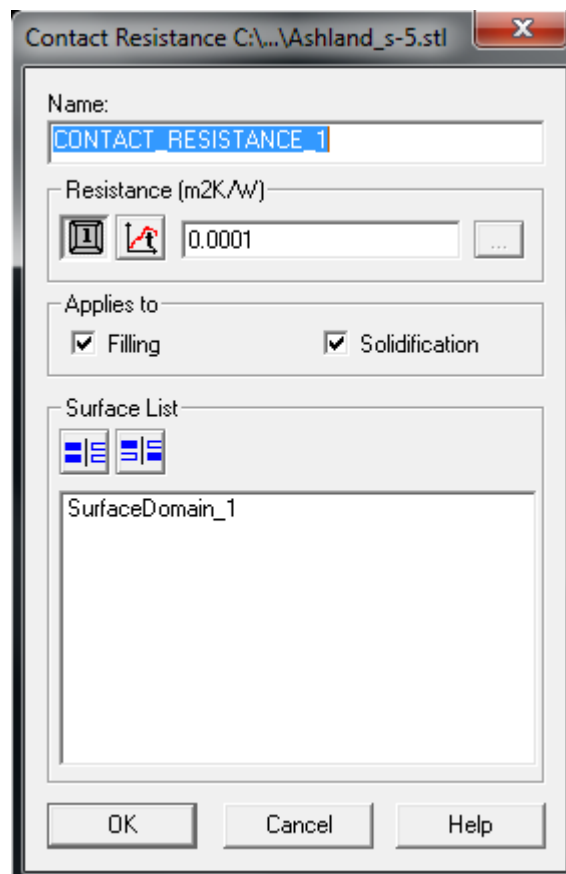 Contact Resistance C:\...\Ashland_s-5.stl
Name:
CONTACT_RESISTANCE_1
Resistance (m2K/W)
1 t 0.0001 ...
Applies to
Filling Solidification
Surface List
SurfaceDomain_1
OK Cancel Help